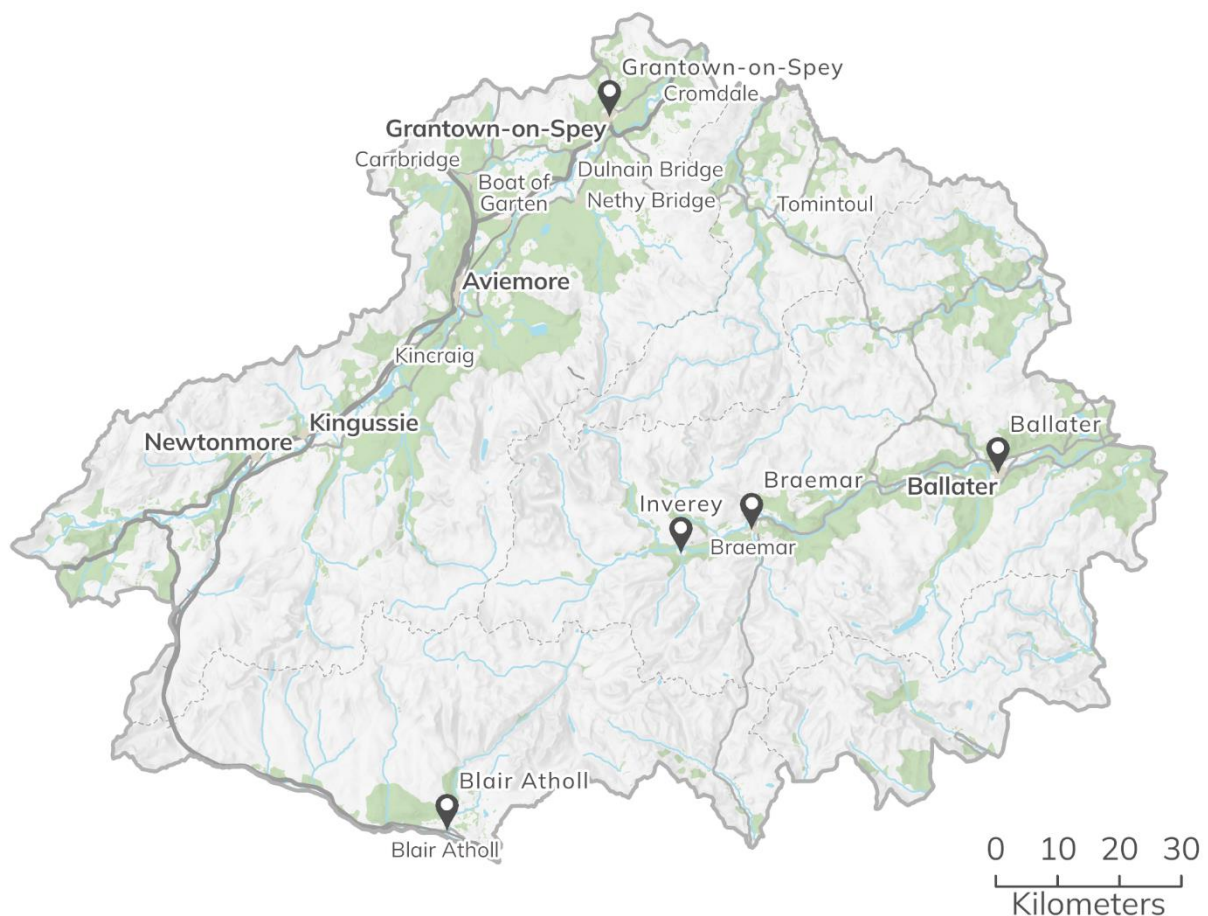 Grantown-on-Spey
Cromdale
Grantown-on-Spey
Carrbridge
Boat of
Garten
Dulnain Bridge
Nethy Bridge
Tomintoul
Aviemore
Kincraig
Kingussie
Newtonmore
Ballater
Ballater
Braemar
Inverey
Braemar
Blair Atholl
Blair Atholl
0 10 20 30
Kilometers